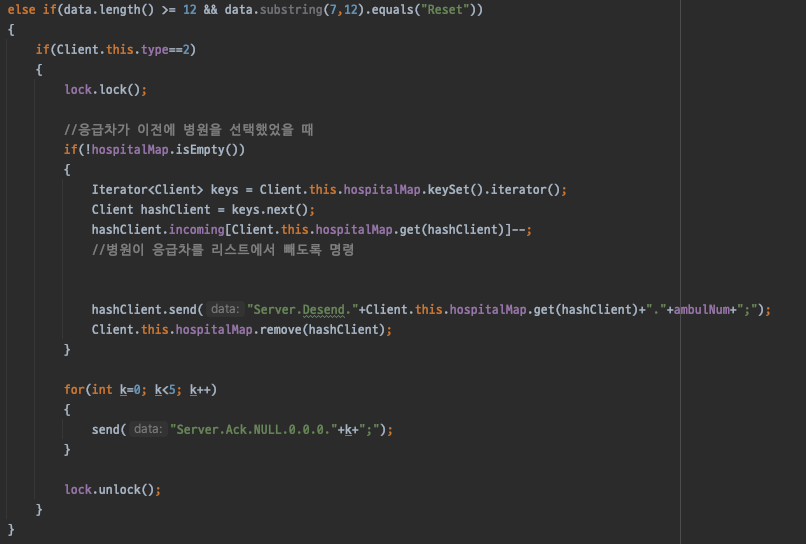 else if(data.length() >= 12 && data.substring(7,12).equals("Reset"))
{
if(Client.this.type==2)
{
lock.lock();
//응급차가 이전에 병원을 선택했었을 때
if(!hospitalMap.isEmpty())
{
Iterator<Client> keys = Client.this.hospitalMap.keySet().iterator();
Client hashClient = keys.next();
hashClient.incoming[Client.this.hospitalMap.get(hashClient)]--;
//병원이 응급차를 리스트에서 빼도록 명령
hashClient.send( data: "Server.Desend."+Client.this.hospitalMap.get(hashClient)+"."+ambulNum+";");
Client.this.hospitalMap.remove(hashClient);
}
for(int k=0; k<5; k++)
{
send( data: "Server.Ack.NULL.0.0.0."+k+";");
}
lock.unlock();
}
}